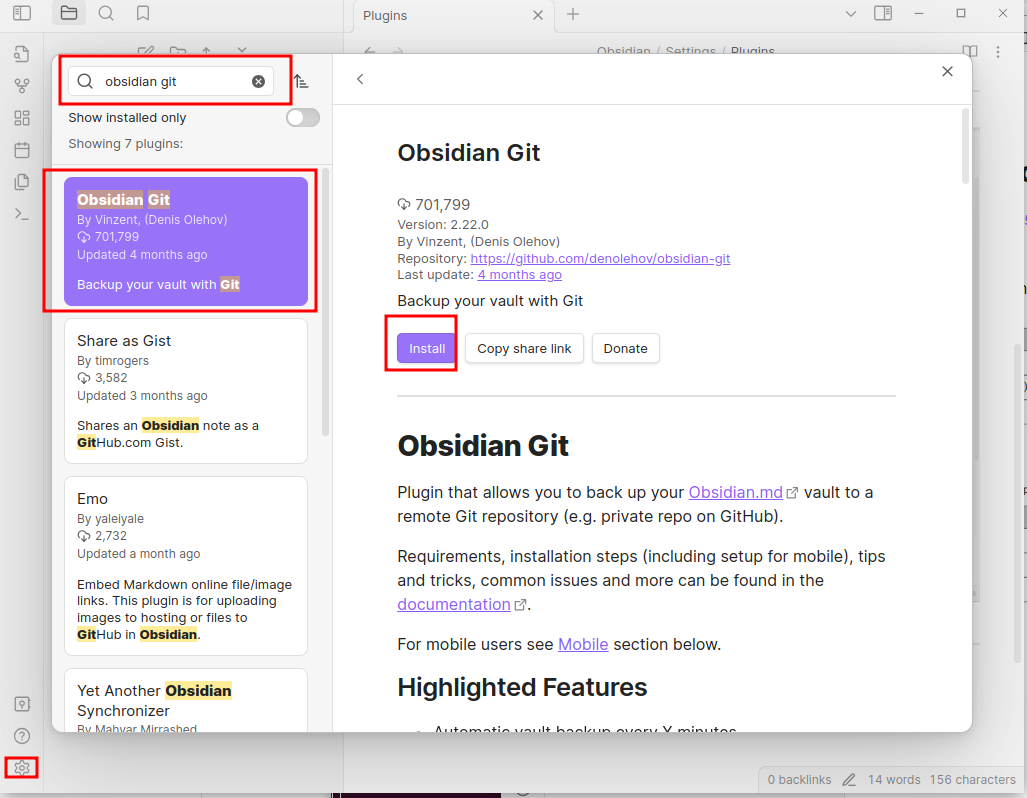 Plugins
Obsidian / Settings / Plugins
obsidian git
Show installed only
Showing 7 plugins:
Obsidian Git
By Vinzent, (Denis Olehov)
701,799
Updated 4 months ago
Backup your vault with Git
Share as Gist
By timrogers
3,582
Updated 3 months ago
Shares an Obsidian note as a
GitHub.com Gist.
Emo
By yaleiyale
2,732
Updated a month ago
Embed Markdown online file/image
links. This plugin is for uploading
images to hosting or files to
GitHub in Obsidian.
Yet Another Obsidian
Synchronizer
By Mahyar Mirrashed
Obsidian Git
701,799
Version: 2.22.0
By Vinzent, (Denis Olehov)
Repository: https://github.com/denolehov/obsidian-git
Last update: 4 months ago
Backup your vault with Git
Install
Copy share link
Donate
Obsidian Git
Plugin that allows you to back up your Obsidian.md vault to a
remote Git repository (e.g. private repo on GitHub).
Requirements, installation steps (including setup for mobile), tips
and tricks, common issues and more can be found in the
documentation.
For mobile users see Mobile section below.
Highlighted Features
Automatic vault backup every X minutes
0 backlinks
14 words
156 characters